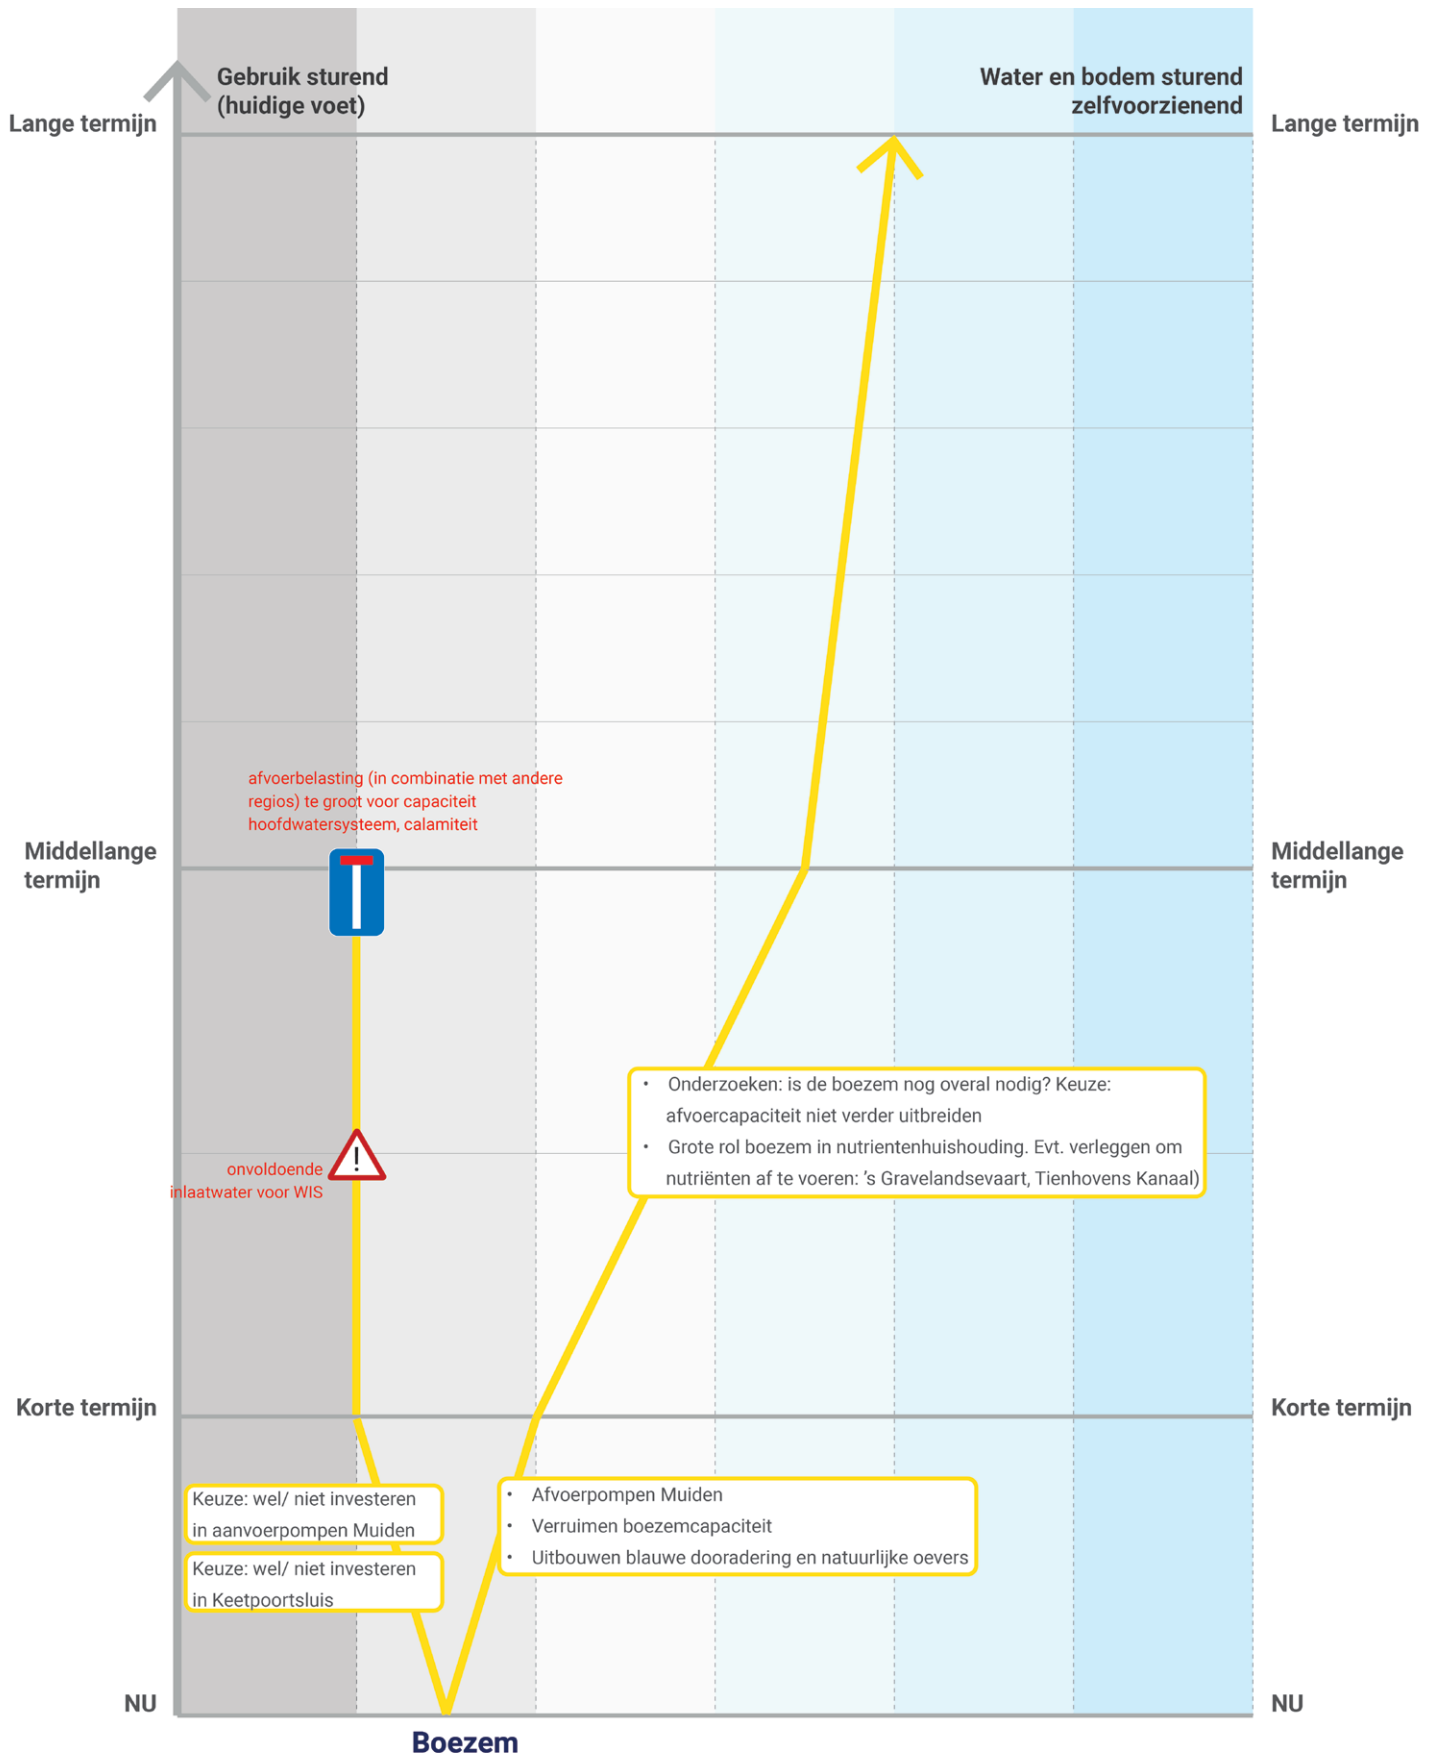 Gebruik sturend
(huidige voet)
Water en bodem sturend
zelfvoorzienend
Lange termijn
Lange termijn
afvoerbelasting (in combinatie met andere
regios) te groot voor capaciteit
hoofdwatersysteem, calamiteit
Middellange
termijn
Middellange
termijn
• Onderzoeken: is de boezem nog overal nodig? Keuze:
afvoercapaciteit niet verder uitbreiden
• Grote rol boezem in nutrientenhuishouding. Evt. verleggen om
nutriënten af te voeren: 's Gravelandsevaart, Tienhovens Kanaal)
!
onvoldoende
inlaatwater voor WIS
Korte termijn
Korte termijn
Keuze: wel/ niet investeren
in aanvoerpompen Muiden
Keuze: wel/ niet investeren
in Keetpoortsluis
• Afvoerpompen Muiden
• Verruimen boezemcapaciteit
• Uitbouwen blauwe dooradering en natuurlijke oevers
NU
NU
Boezem